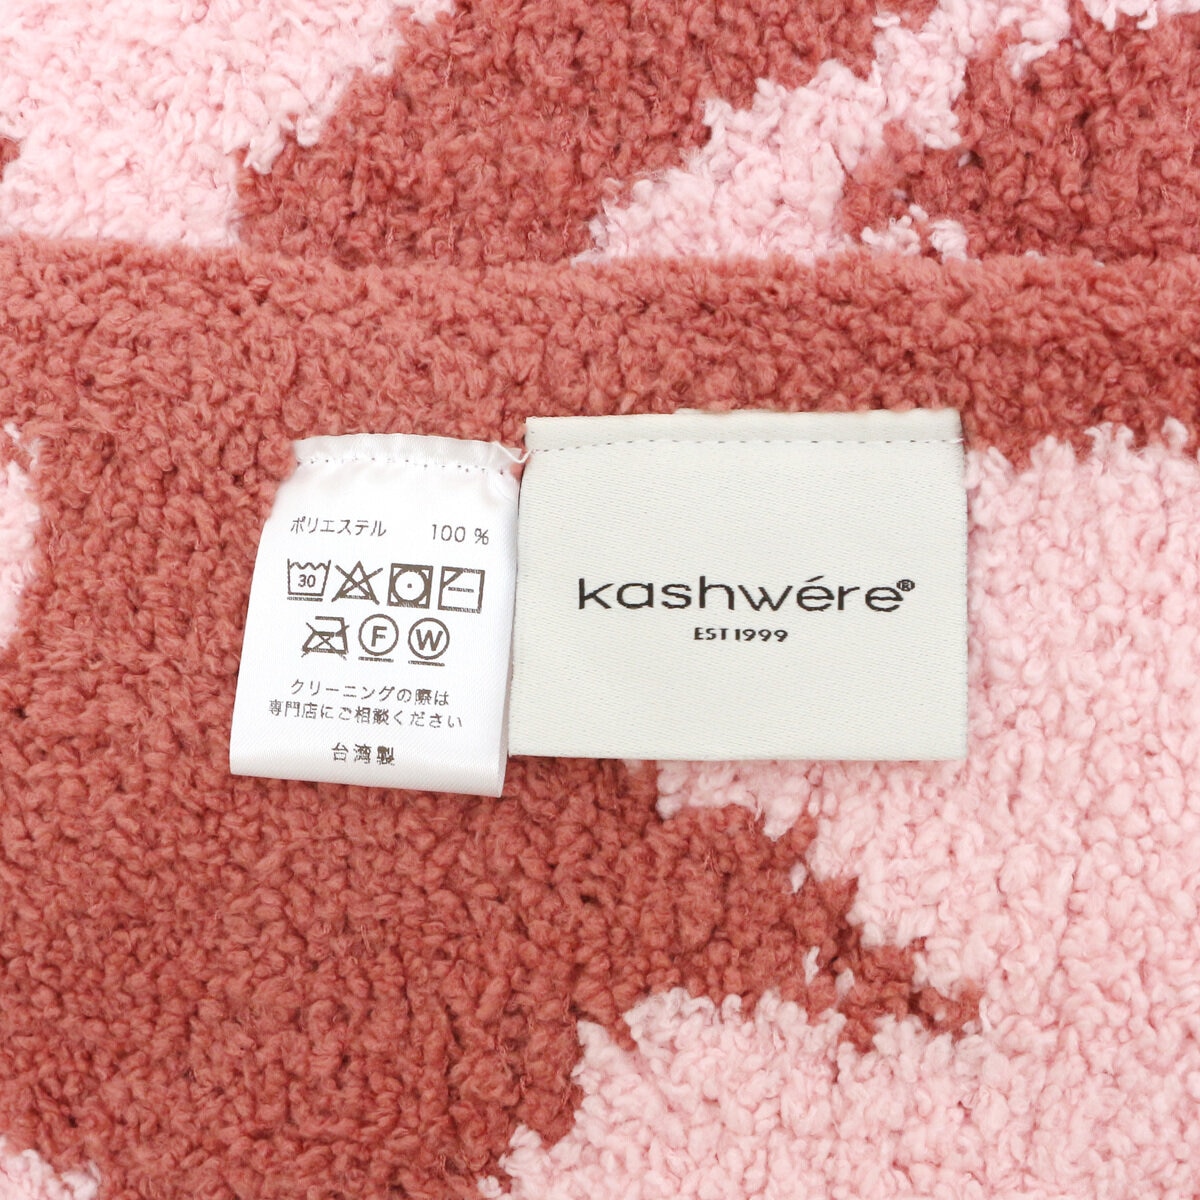 ポリエステル 100 %
30
F W
クリーニングの際は
専門店にご相談ください
台湾製
kashwére®
EST 1999